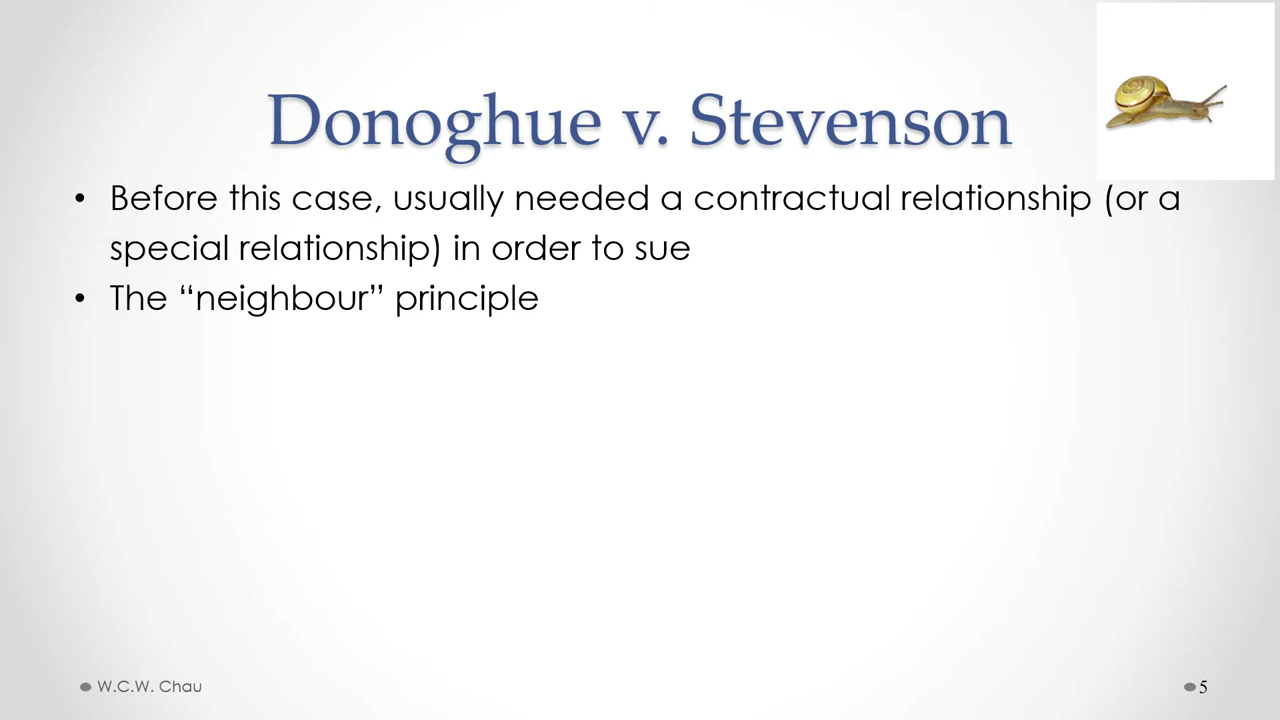 Donoghue v. Stevenson
• Before this case, usually needed a contractual relationship (or a
special relationship) in order to sue
• The “neighbour” principle
W.C.W. Chau
5